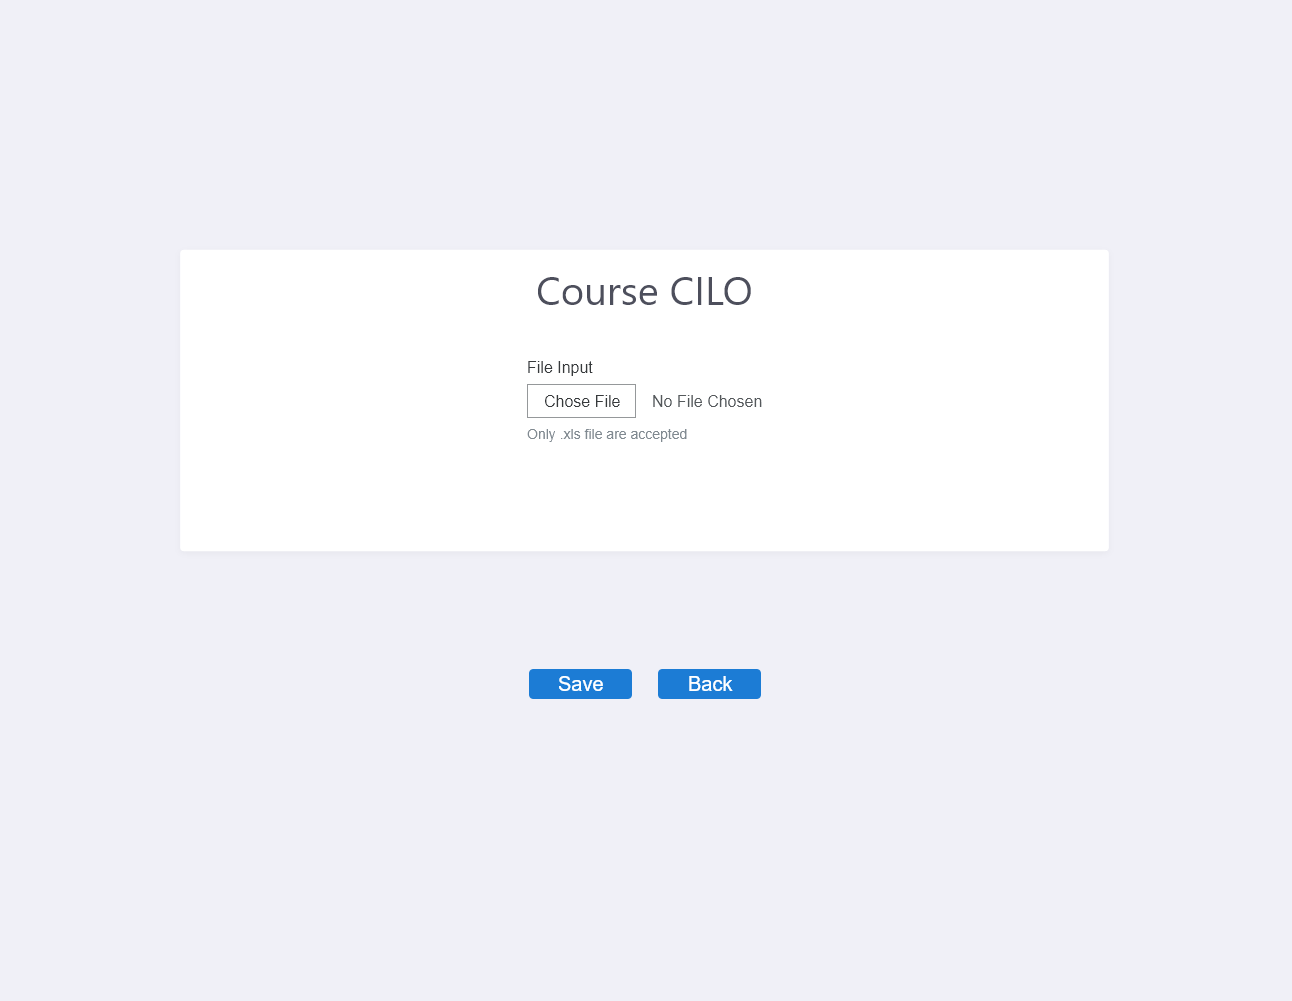 Course CILO
File Input
Chose File No File Chosen
Only .xls file are accepted
Save Back